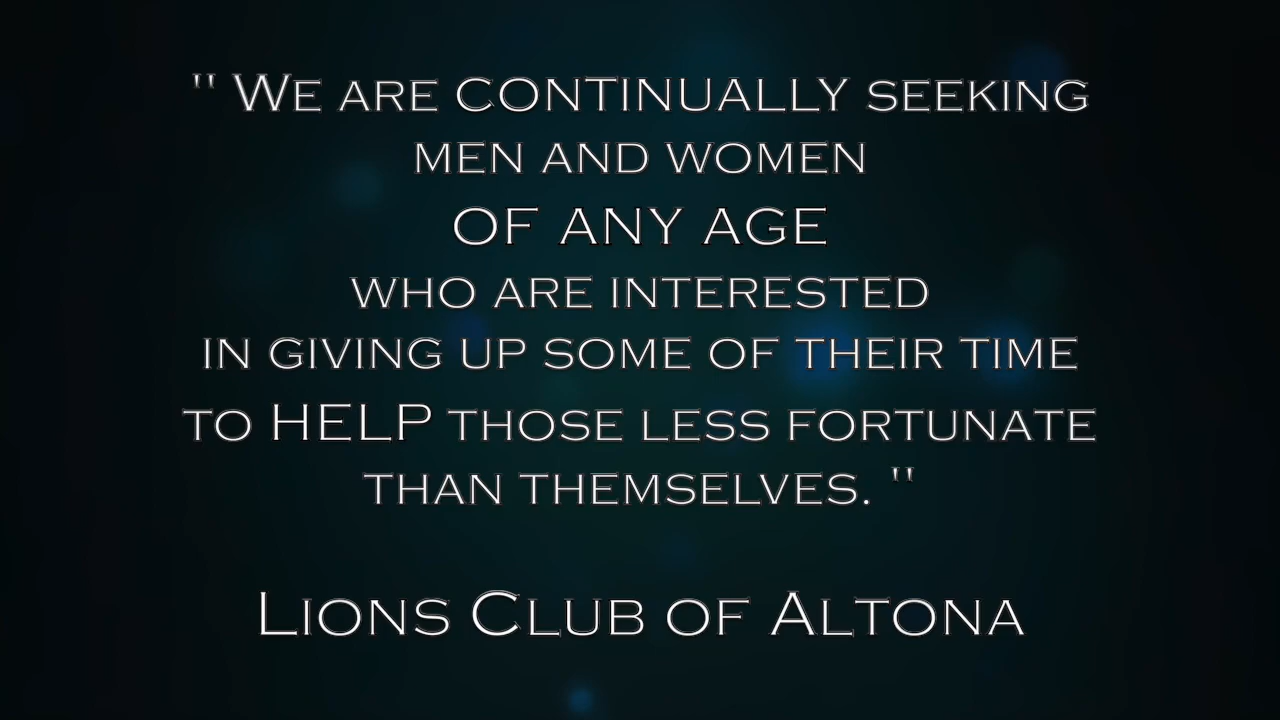 " We are CONTINUALLY seeking
men and women
OF ANY AGE
who are interested
in giving up some of their time
to HELP those less fortunate
than themselves. "
Lions Club of Altona